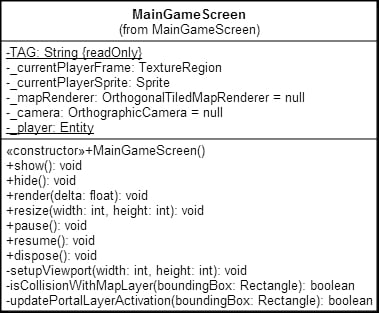 MainGameScreen
(from MainGameScreen)
-TAG: String {readOnly}
-_currentPlayerFrame: TextureRegion
-_currentPlayerSprite: Sprite
-_mapRenderer: OrthogonalTiledMapRenderer = null
-_camera: OrthographicCamera = null
-_player: Entity
«constructor»+MainGameScreen()
+show(): void
+hide(): void
+render(delta: float): void
+resize(width: int, height: int): void
+pause(): void
+resume(): void
+dispose(): void
-setupViewport(width: int, height: int): void
-isCollisionWithMapLayer(boundingBox: Rectangle): boolean
-updatePortalLayerActivation(boundingBox: Rectangle): boolean